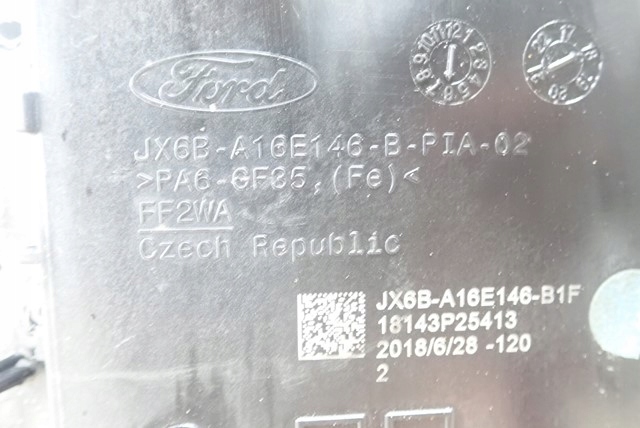 Ford
JX6B-A16E146-B-PIA-02
>PA6-GF35,(Fe)<
FF2WA
Czech Republic
JX6B-A16E146-B1F
18143P25413
2018/6/28 -120
2